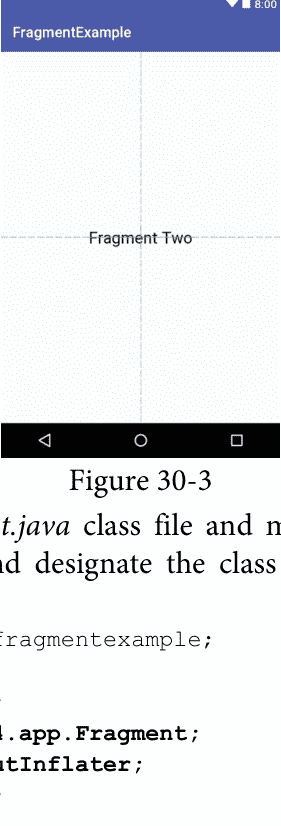 8:00
FragmentExample
Fragment Two
Figure 30-3
t.java class file and m
nd designate the class
fragmentexample;
.app.Fragment;
utInflater;